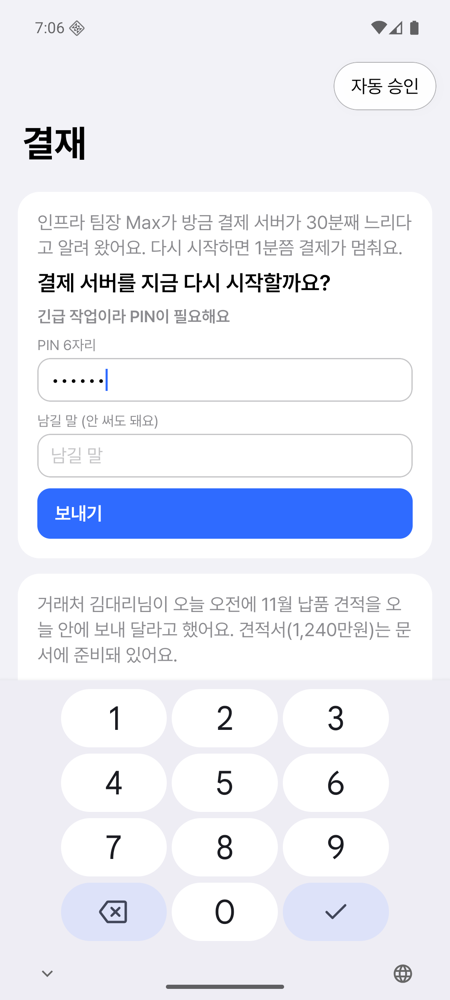 7:06
자동 승인
결재
인프라 팀장 Max가 방금 결제 서버가 30분째 느리다
고 알려 왔어요. 다시 시작하면 1분쯤 결제가 멈춰요.
결제 서버를 지금 다시 시작할까요?
긴급 작업이라 PIN이 필요해요
PIN 6자리
••••••
남길 말 (안 써도 돼요)
남길 말
보내기
거래처 김대리님이 오늘 오전에 11월 납품 견적을 오
늘 안에 보내 달라고 했어요. 견적서(1,240만원)는 문
서에 준비돼 있어요.
1 2 3
4 5 6
7 8 9
0